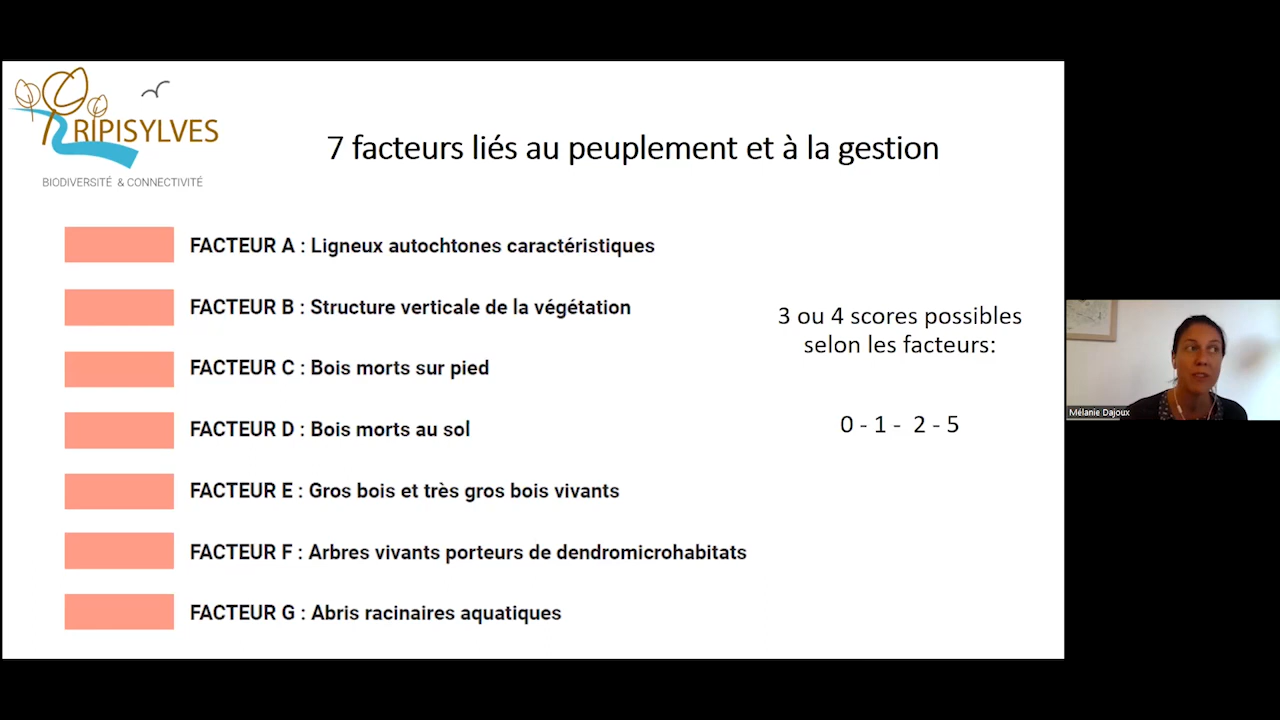 RIPISYLVES
BIODIVERSITÉ & CONNECTIVITÉ
7 facteurs liés au peuplement et à la gestion
FACTEUR A : Ligneux autochtones caractéristiques
FACTEUR B : Structure verticale de la végétation
FACTEUR C : Bois morts sur pied
FACTEUR D : Bois morts au sol
FACTEUR E : Gros bois et très gros bois vivants
FACTEUR F : Arbres vivants porteurs de dendromicrohabitats
FACTEUR G : Abris racinaires aquatiques
3 ou 4 scores possibles
selon les facteurs:
0 - 1 - 2 - 5
Mélanie Dajoux